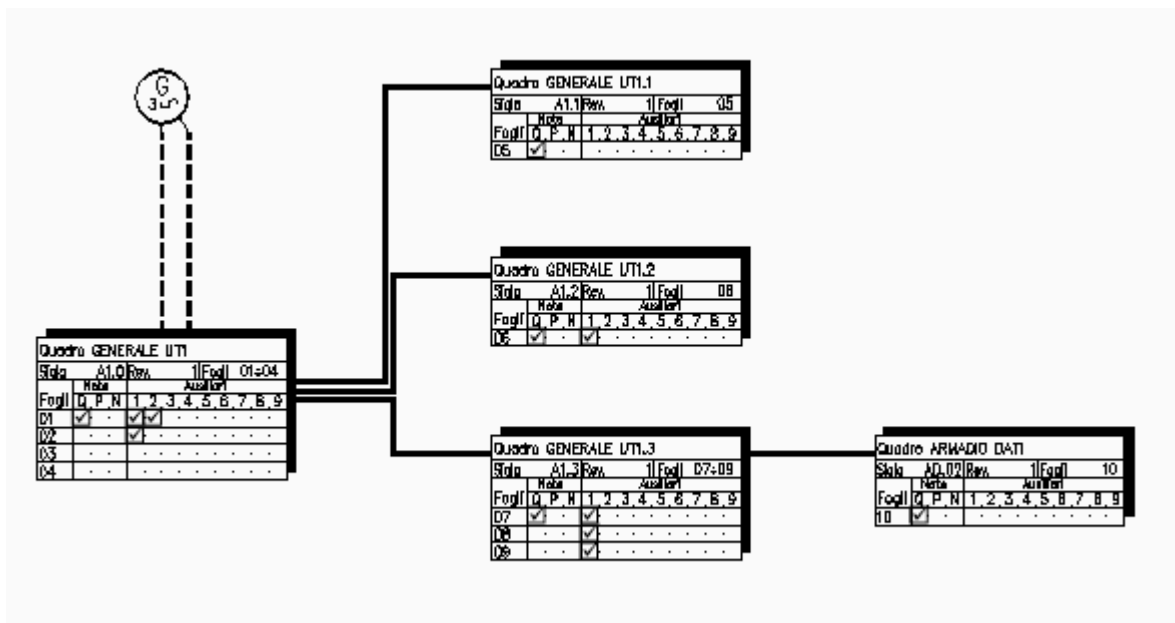 G
3
Quadro GENERALE UT1.1
Sigla A1.1 Rev. 1 Fogli 05
Note Ausiliari
Fogli Q P N 1 2 3 4 5 6 7 8 9
05
Quadro GENERALE UT1.2
Sigla A1.2 Rev. 1 Fogli 06
Note Ausiliari
Fogli Q P N 1 2 3 4 5 6 7 8 9
06
Quadro GENERALE UT1
Sigla A1.0 Rev. 1 Fogli 01÷04
Note Ausiliari
Fogli Q P N 1 2 3 4 5 6 7 8 9
01
02
03
04
Quadro GENERALE UT1.3
Sigla A1.3 Rev. 1 Fogli 07÷09
Note Ausiliari
Fogli Q P N 1 2 3 4 5 6 7 8 9
07
08
09
Quadro ARMADIO DATI
Sigla AD.02 Rev. 1 Fogli 10
Note Ausiliari
Fogli Q P N 1 2 3 4 5 6 7 8 9
10